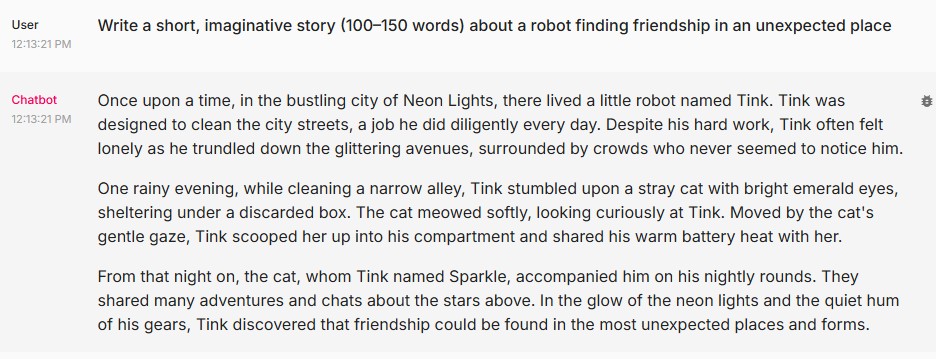 User
12:13:21 PM
Write a short, imaginative story (100–150 words) about a robot finding friendship in an unexpected place
Chatbot
12:13:21 PM
Once upon a time, in the bustling city of Neon Lights, there lived a little robot named Tink. Tink was
designed to clean the city streets, a job he did diligently every day. Despite his hard work, Tink often felt
lonely as he trundled down the glittering avenues, surrounded by crowds who never seemed to notice him.
One rainy evening, while cleaning a narrow alley, Tink stumbled upon a stray cat with bright emerald eyes,
sheltering under a discarded box. The cat meowed softly, looking curiously at Tink. Moved by the cat's
gentle gaze, Tink scooped her up into his compartment and shared his warm battery heat with her.
From that night on, the cat, whom Tink named Sparkle, accompanied him on his nightly rounds. They
shared many adventures and chats about the stars above. In the glow of the neon lights and the quiet hum
of his gears, Tink discovered that friendship could be found in the most unexpected places and forms.